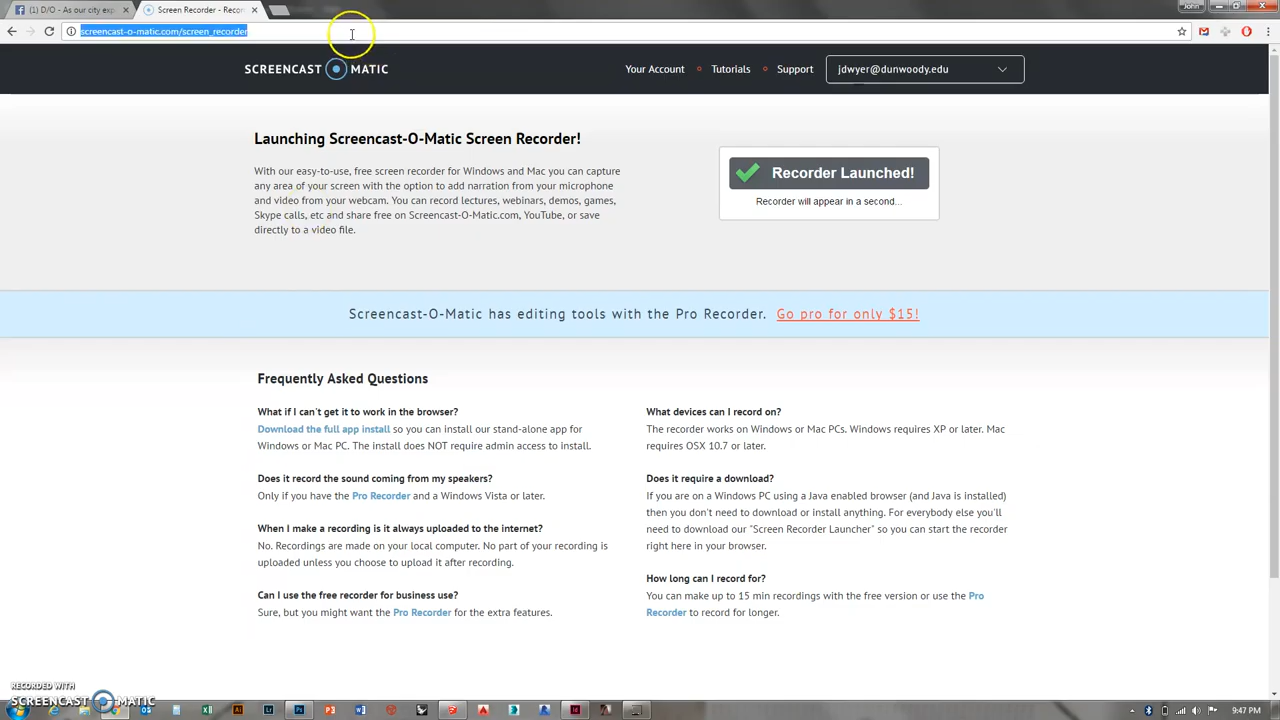 (1) D/O - As our city exp
Screen Recorder - Recor
John
screencast-o-matic.com/screen_recorder
SCREENCAST MATIC
Your Account
Tutorials
Support
jdwyer@dunwoody.edu
Launching Screencast-O-Matic Screen Recorder!
With our easy-to-use, free screen recorder for Windows and Mac you can capture
any area of your screen with the option to add narration from your microphone
and video from your webcam. You can record lectures, webinars, demos, games,
Skype calls, etc and share free on Screencast-O-Matic.com, YouTube, or save
directly to a video file.
Recorder Launched!
Recorder will appear in a second...
Screencast-O-Matic has editing tools with the Pro Recorder. Go pro for only $15!
Frequently Asked Questions
What if I can't get it to work in the browser?
Download the full app install so you can install our stand-alone app for
Windows or Mac PC. The install does NOT require admin access to install.
Does it record the sound coming from my speakers?
Only if you have the Pro Recorder and a Windows Vista or later.
When I make a recording is it always uploaded to the internet?
No. Recordings are made on your local computer. No part of your recording is
uploaded unless you choose to upload it after recording.
Can I use the free recorder for business use?
Sure, but you might want the Pro Recorder for the extra features.
What devices can I record on?
The recorder works on Windows or Mac PCs. Windows requires XP or later. Mac
requires OSX 10.7 or later.
Does it require a download?
If you are on a Windows PC using a Java enabled browser (and Java is installed)
then you don't need to download or install anything. For everybody else you'll
need to download our "Screen Recorder Launcher" so you can start the recorder
right here in your browser.
How long can I record for?
You can make up to 15 min recordings with the free version or use the Pro
Recorder to record for longer.
RECORDED WITH
SCREENCAST MATIC
9:47 PM